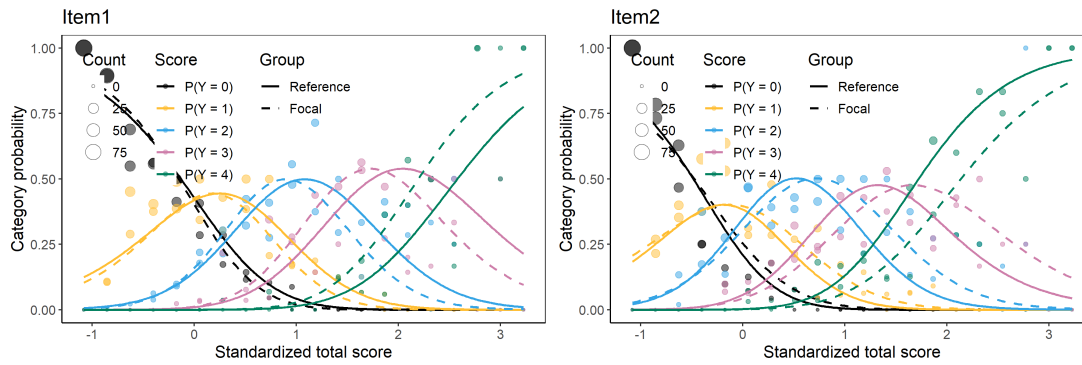 Item1
Category probability
1.00
0.75
0.50
0.25
0.00
Count
0
25
50
75
Score
P(Y = 0)
P(Y = 1)
P(Y = 2)
P(Y = 3)
P(Y = 4)
Group
Reference
Focal
-1
0
1
2
3
Standardized total score
Item2
Category probability
1.00
0.75
0.50
0.25
0.00
Count
0
25
50
75
Score
P(Y = 0)
P(Y = 1)
P(Y = 2)
P(Y = 3)
P(Y = 4)
Group
Reference
Focal
-1
0
1
2
3
Standardized total score